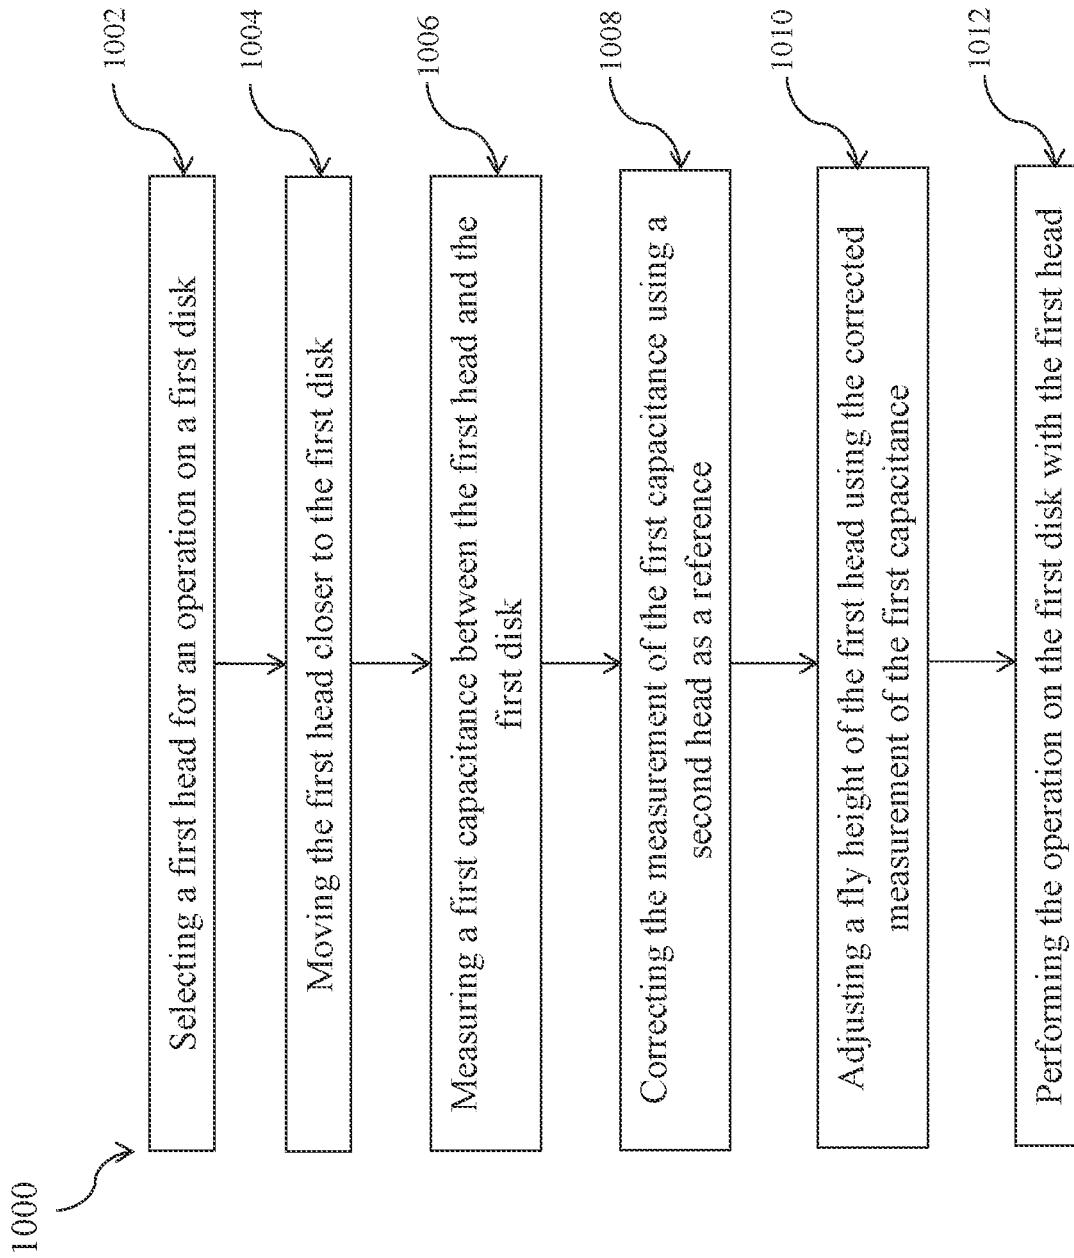 1000
Selecting a first head for an operation on a first disk
1002
Moving the first head closer to the first disk
1004
Measuring a first capacitance between the first head and the
first disk
1006
Correcting the measurement of the first capacitance using a
second head as a reference
1008
Adjusting a fly height of the first head using the corrected
measurement of the first capacitance
1010
Performing the operation on the first disk with the first head
1012